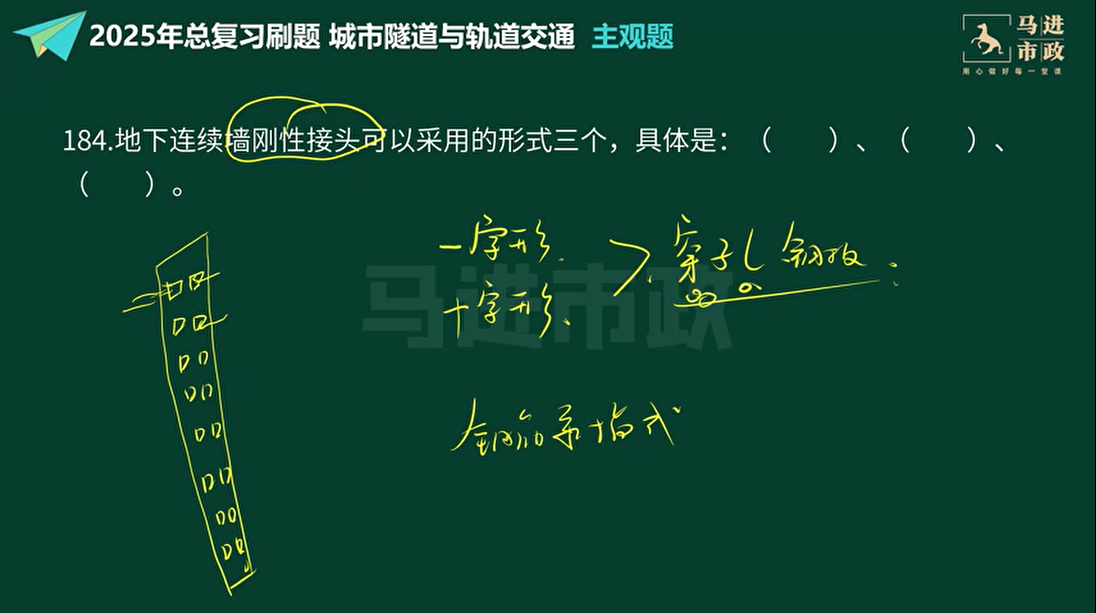 2025年总复习刷题 城市隧道与轨道交通 主观题
马进
市政
用心做好每一堂课
184.地下连续墙刚性接头可以采用的形式三个，具体是：（　　）、（　　）、
（　　）。
一字形、
穿孔钢板
十字形、
钢筋承插式
马进市政